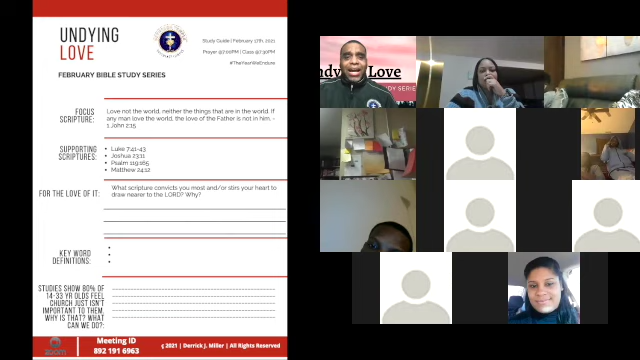 UNDYING
LOVE
Study Guide | February 17th, 2021
Prayer @7:00PM | Class @7:30PM
#TheYearWeEndure
FEBRUARY BIBLE STUDY SERIES
FOCUS
SCRIPTURE:
Love not the world, neither the things that are in the world. If
any man love the world, the love of the Father is not in him. -
1 John 2:15
SUPPORTING
SCRIPTURES:
• Luke 7:41-43
• Joshua 23:11
• Psalm 119:165
• Matthew 24:12
FOR THE LOVE OF IT:
What scripture convicts you most and/or stirs your heart to
draw nearer to the LORD? Why?
KEY WORD
DEFINITIONS:
STUDIES SHOW 80% OF
14-33 YR OLDS FEEL
CHURCH JUST ISN'T
IMPORTANT TO THEM.
WHY IS THAT? WHAT
CAN WE DO?:
zoom
Meeting ID
892 191 6963
© 2021 | Derrick J. Miller | All Rights Reserved
Love